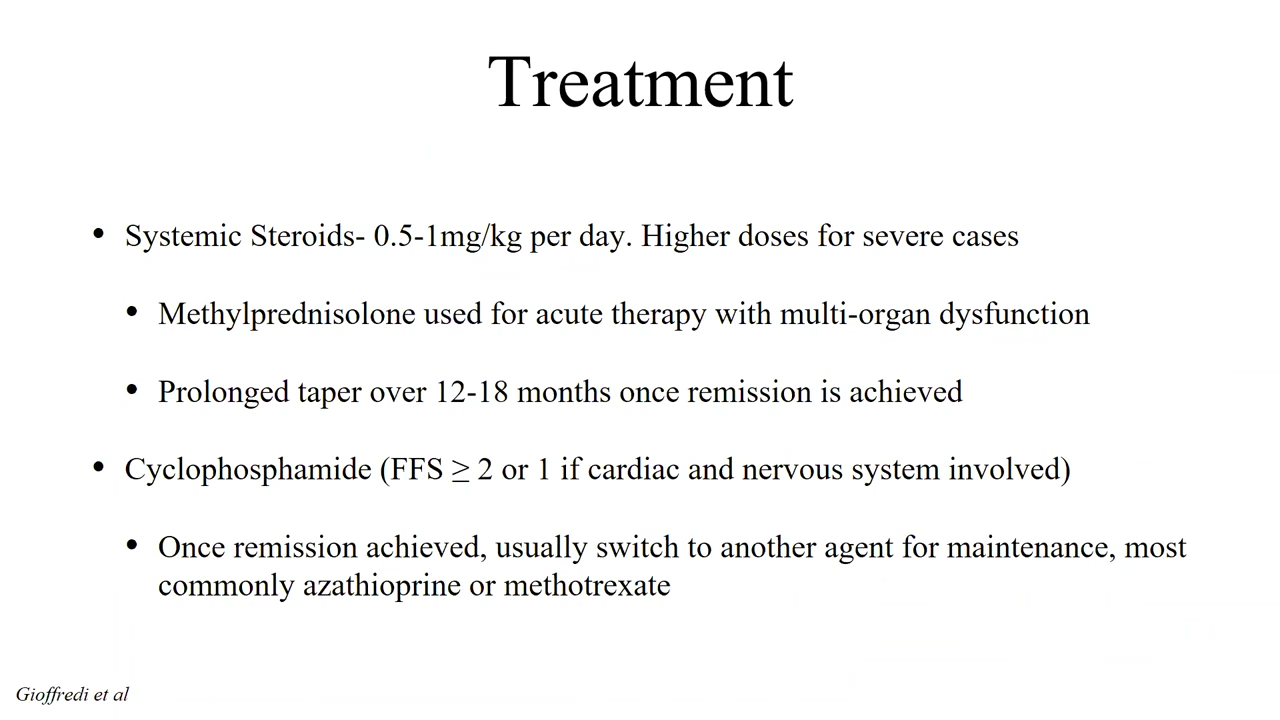 Treatment
• Systemic Steroids- 0.5-1mg/kg per day. Higher doses for severe cases
• Methylprednisolone used for acute therapy with multi-organ dysfunction
• Prolonged taper over 12-18 months once remission is achieved
• Cyclophosphamide (FFS ≥ 2 or 1 if cardiac and nervous system involved)
• Once remission achieved, usually switch to another agent for maintenance, most
commonly azathioprine or methotrexate
Gioffredi et al